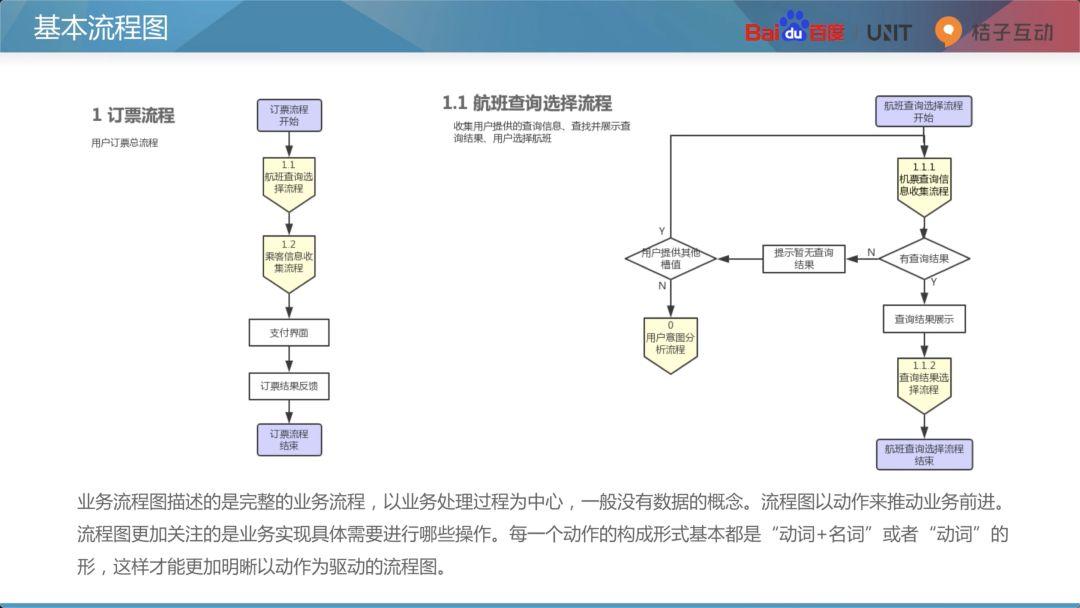 基本流程图
Bai du 百度
UNIT
桔子互动
1 订票流程
用户订票总流程
订票流程
开始
1.1
航班查询选
择流程
1.2
乘客信息收
集流程
支付界面
订票结果反馈
订票流程
结束
1.1 航班查询选择流程
收集用户提供的查询信息、查找并展示查
询结果、用户选择航班
航班查询选择流程
开始
1.1.1
机票查询信
息收集流程
有查询结果
N
提示暂无查询
结果
Y
用户提供其他
槽值
N
0
用户意图分
析流程
Y
查询结果展示
1.1.2
查询结果选
择流程
航班查询选择流程
结束
业务流程图描述的是完整的业务流程，以业务处理过程为中心，一般没有数据的概念。流程图以动作来推动业务前进。
流程图更加关注的是业务实现具体需要进行哪些操作。每一个动作的构成形式基本都是“动词+名词”或者“动词”的
形，这样才能更加明晰以动作为驱动的流程图。